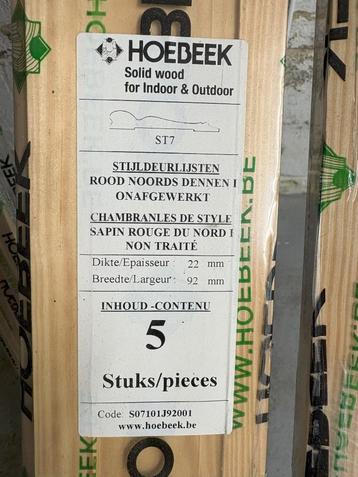 HOEBEEK
Solid wood
for Indoor & Outdoor
ST7
STIJLDEURLIJSTEN
ROOD NOORDS DENNEN I
ONAFGEWERKT
CHAMBRANLES DE STYLE
SAPIN ROUGE DU NORD I
NON TRAITÉ
Dikte/Epaisseur : 22 mm
Breedte/Largeur : 92 mm
INHOUD -CONTENU
5
Stuks/pieces
Code: S07101J92001
www.hoebeek.be
HOEBEEK
WWW.HOEBEEK.BE
HOEBEEK